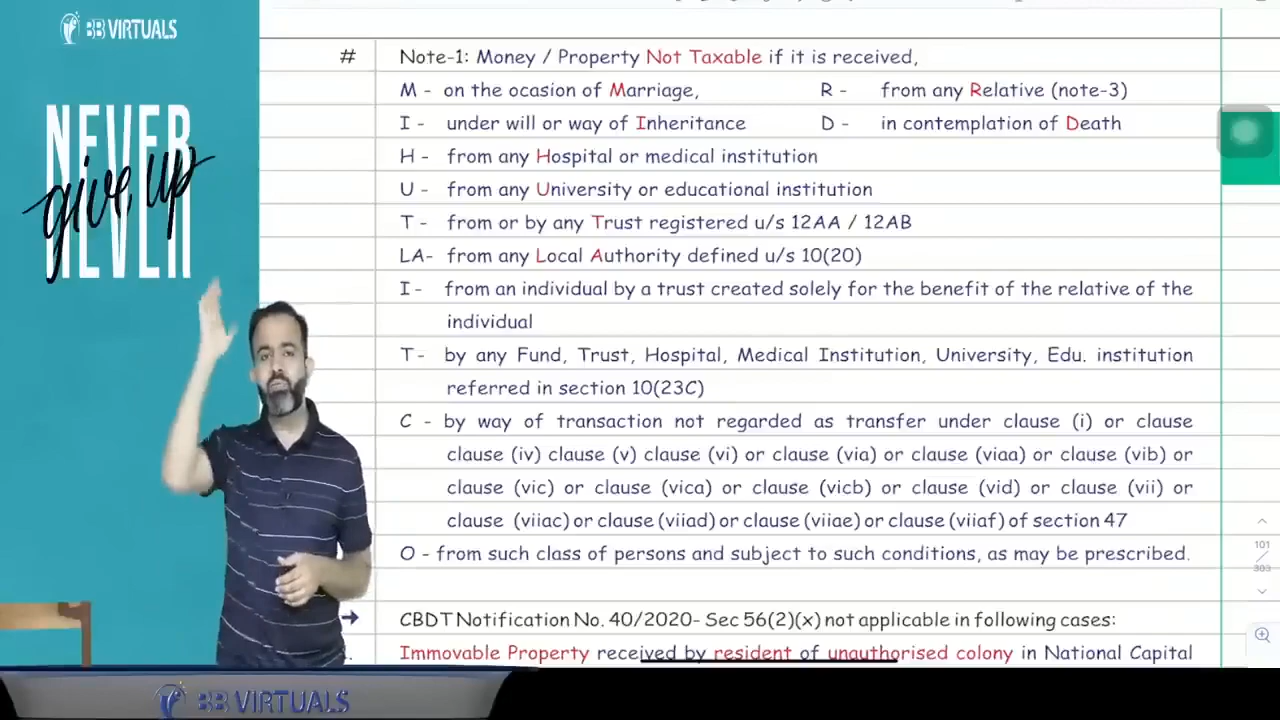 BB VIRTUALS
NEVER
give up
NEVER
# Note-1: Money / Property Not Taxable if it is received,
M - on the ocasion of Marriage, R - from any Relative (note-3)
I - under will or way of Inheritance D - in contemplation of Death
H - from any Hospital or medical institution
U - from any University or educational institution
T - from or by any Trust registered u/s 12AA / 12AB
LA- from any Local Authority defined u/s 10(20)
I - from an individual by a trust created solely for the benefit of the relative of the
individual
T - by any Fund, Trust, Hospital, Medical Institution, University, Edu. institution
referred in section 10(23C)
C - by way of transaction not regarded as transfer under clause (i) or clause
clause (iv) clause (v) clause (vi) or clause (via) or clause (viaa) or clause (vib) or
clause (vic) or clause (vica) or clause (vicb) or clause (vid) or clause (vii) or
clause (viiac) or clause (viiad) or clause (viiae) or clause (viiaf) of section 47
O - from such class of persons and subject to such conditions, as may be prescribed.
101
/
303
→ CBDT Notification No. 40/2020- Sec 56(2)(x) not applicable in following cases:
Immovable Property received by resident of unauthorised colony in National Capital
BB VIRTUALS